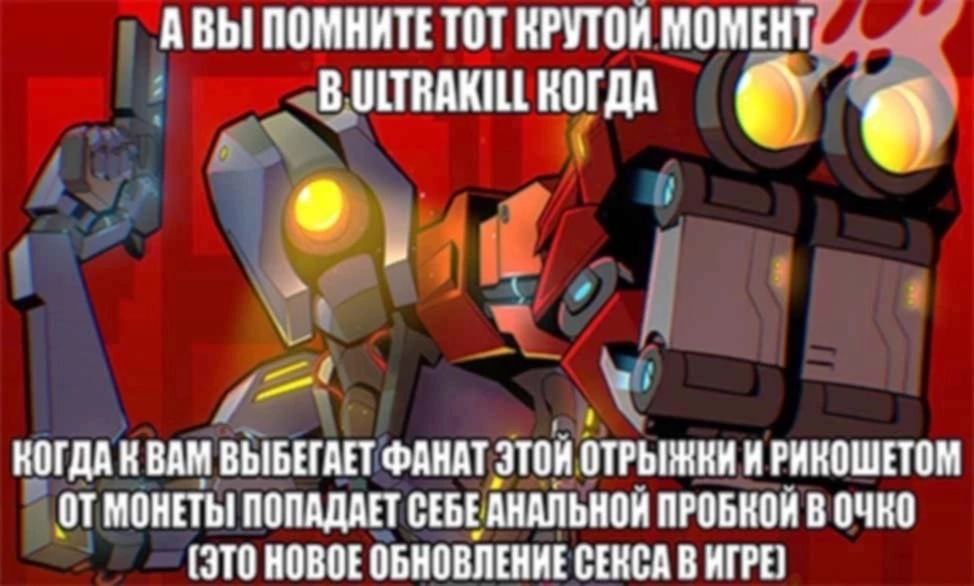 А ВЫ ПОМНИТЕ ТОТ КРУТОЙ МОМЕНТ
В ULTRAKILL КОГДА
КОГДА К ВАМ ВЫБЕГАЕТ ФАНАТ ЭТОЙ ОТРЫЖКИ И РИКОШЕТОМ
ОТ МОНЕТЫ ПОПАДАЕТ СЕБЕ АНАЛЬНОЙ ПРОБКОЙ В ОЧКО
(ЭТО НОВОЕ ОБНОВЛЕНИЕ СЕКСА В ИГРЕ)